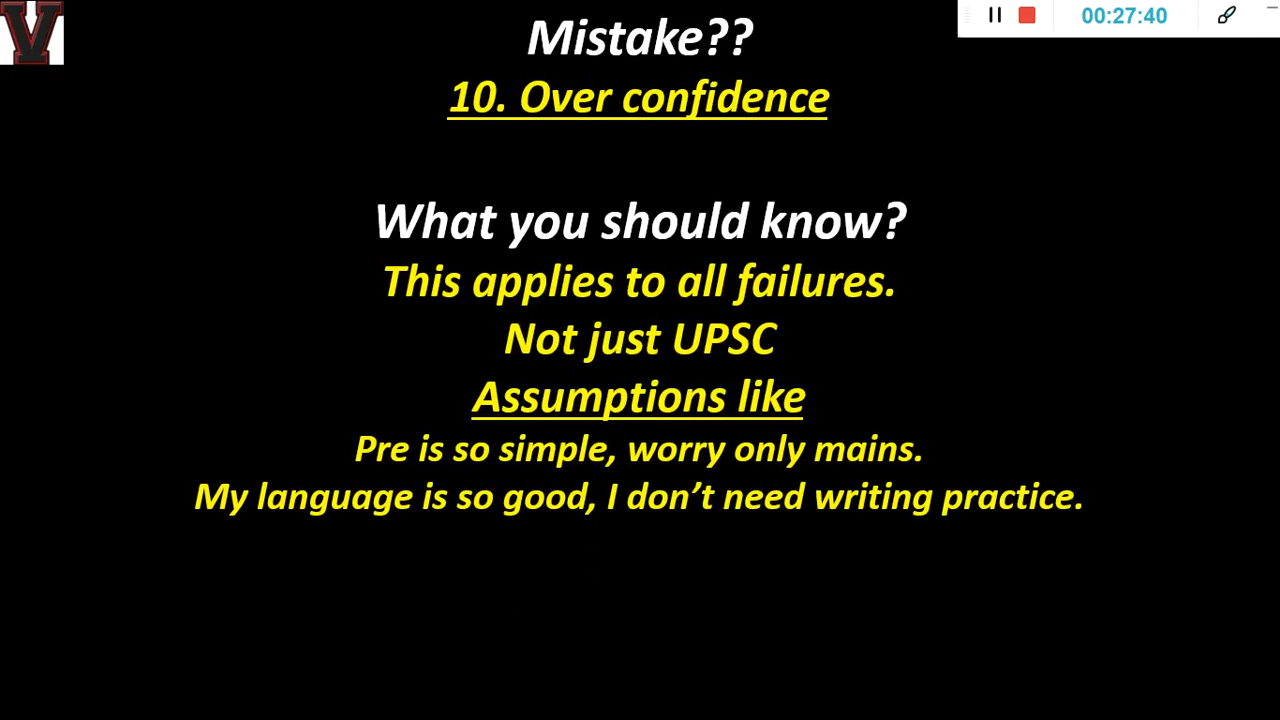 V
00:27:40
Mistake??
10. Over confidence
What you should know?
This applies to all failures.
Not just UPSC
Assumptions like
Pre is so simple, worry only mains.
My language is so good, I don’t need writing practice.